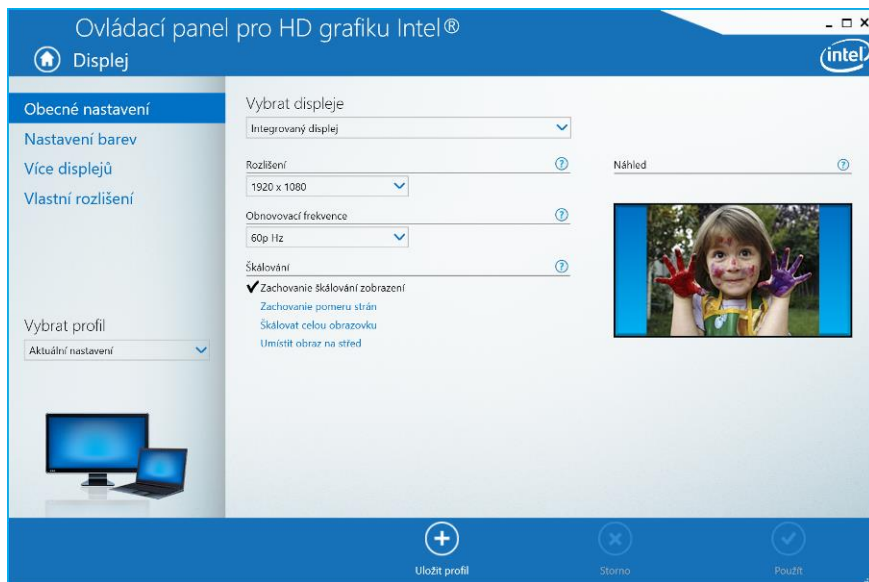 Ovládací panel pro HD grafiku Intel®
Displej
intel
Obecné nastavení
Nastavení barev
Více displejů
Vlastní rozlišení
Vybrat profil
Aktuální nastavení
Vybrat displeje
Integrovaný displej
Rozlišení
1920 x 1080
Obnovovací frekvence
60p Hz
Škálování
Zachovanie škálování zobrazení
Zachovanie pomeru strán
Škálovat celou obrazovku
Umístit obraz na střed
Náhled
Uložit profil
Storno
Použít